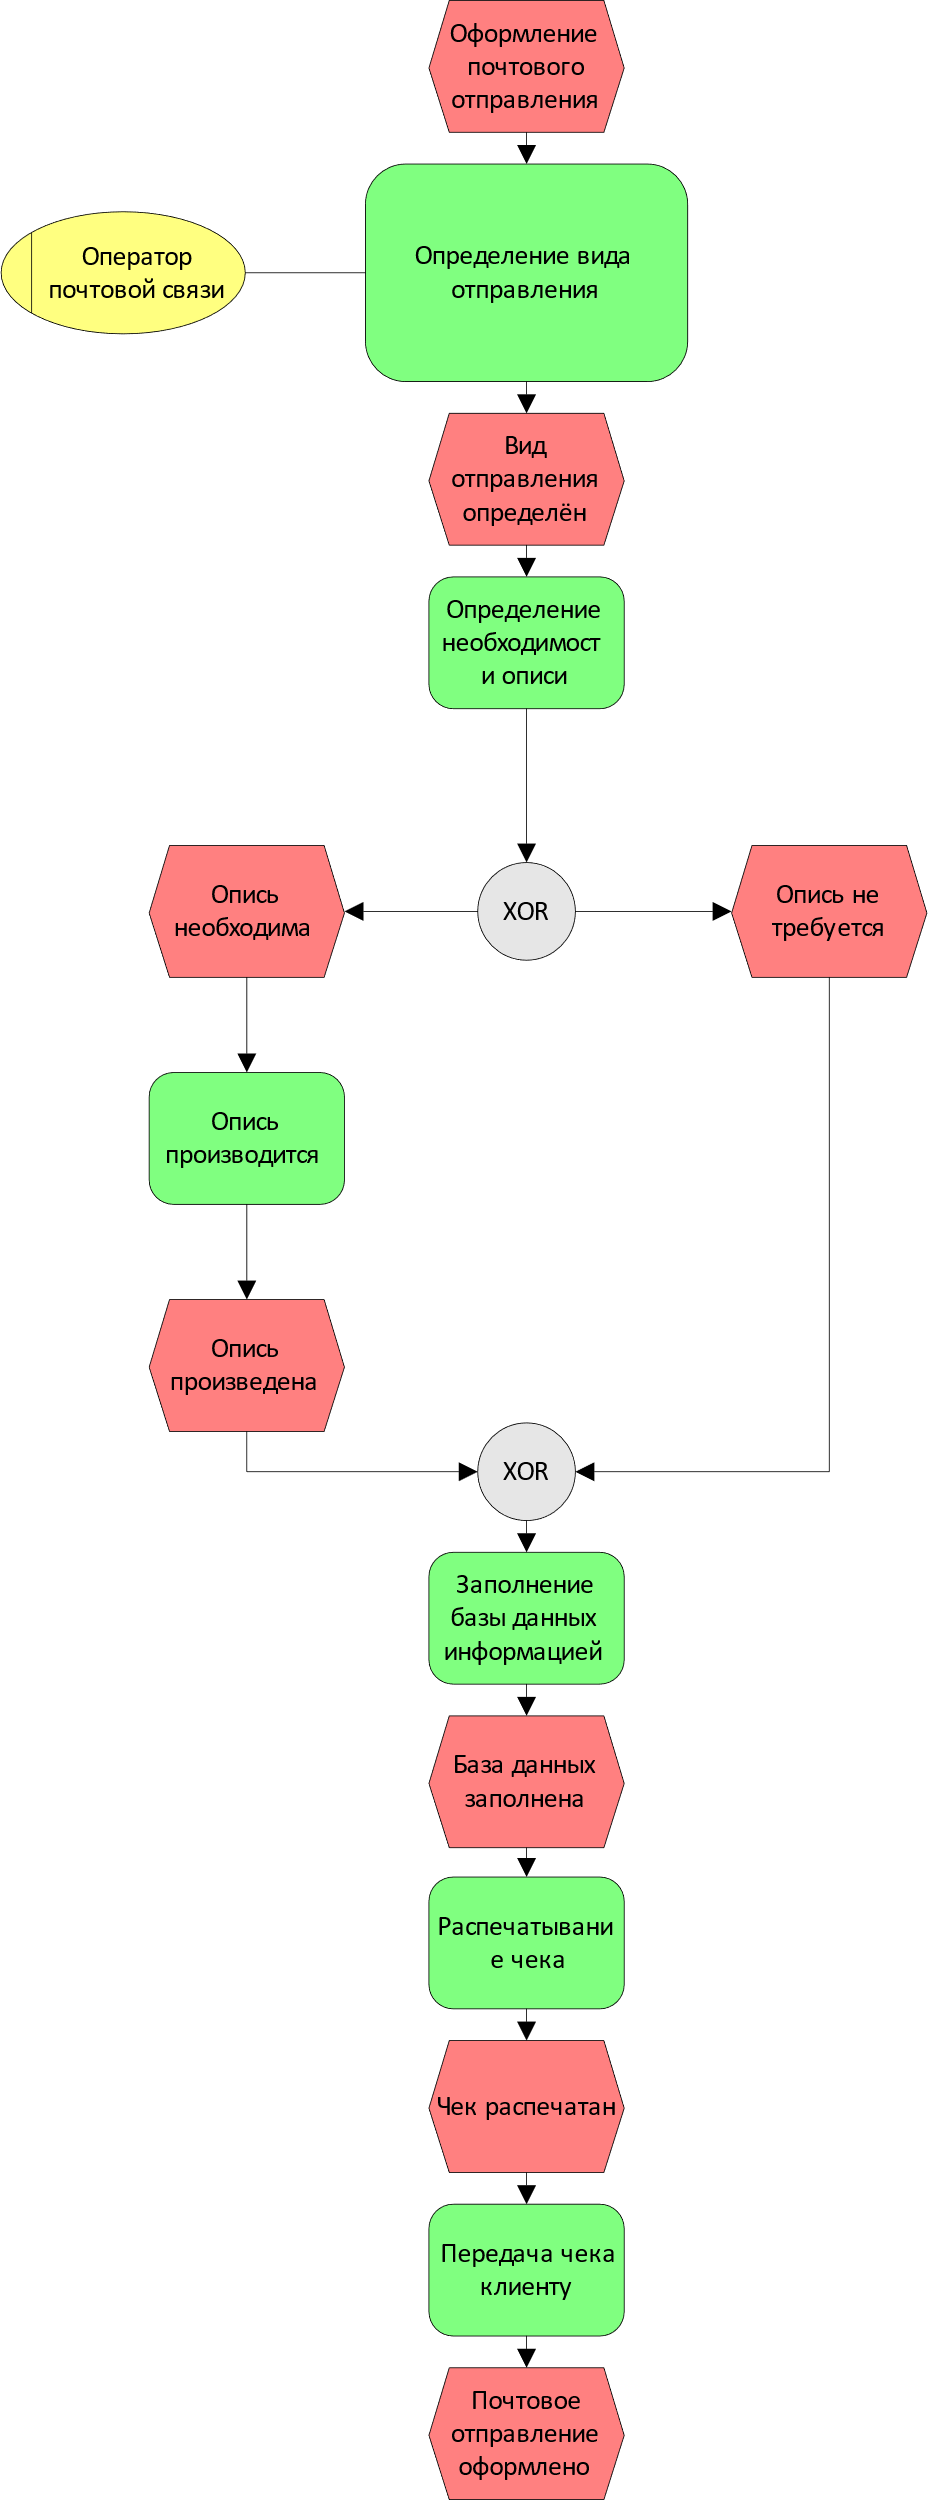 Оформление
почтового
отправления
Оператор
почтовой связи
Определение вида
отправления
Вид
отправления
определён
Определение
необходимост
и описи
Опись
необходима
XOR
Опись не
требуется
Опись
производится
Опись
произведена
XOR
Заполнение
базы данных
информацией
База данных
заполнена
Распечатывани
е чека
Чек распечатан
Передача чека
клиенту
Почтовое
отправление
оформлено